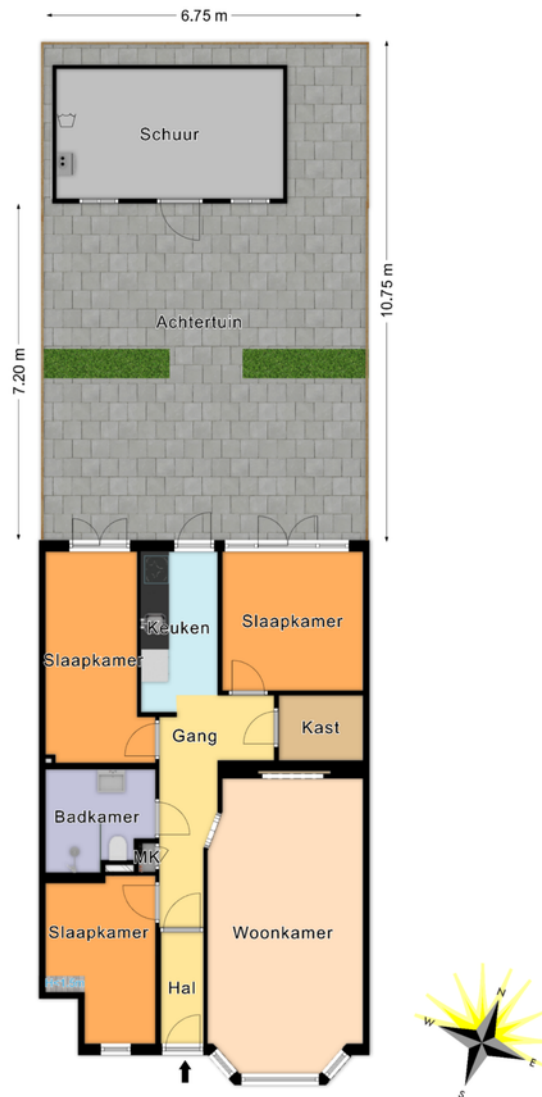 6.75 m
Schuur
10.75 m
7.20 m
Achtertuin
Keuken
Slaapkamer
Slaapkamer
Kast
Gang
Badkamer
MK
Slaapkamer
Woonkamer
Hal
N
W
E
S